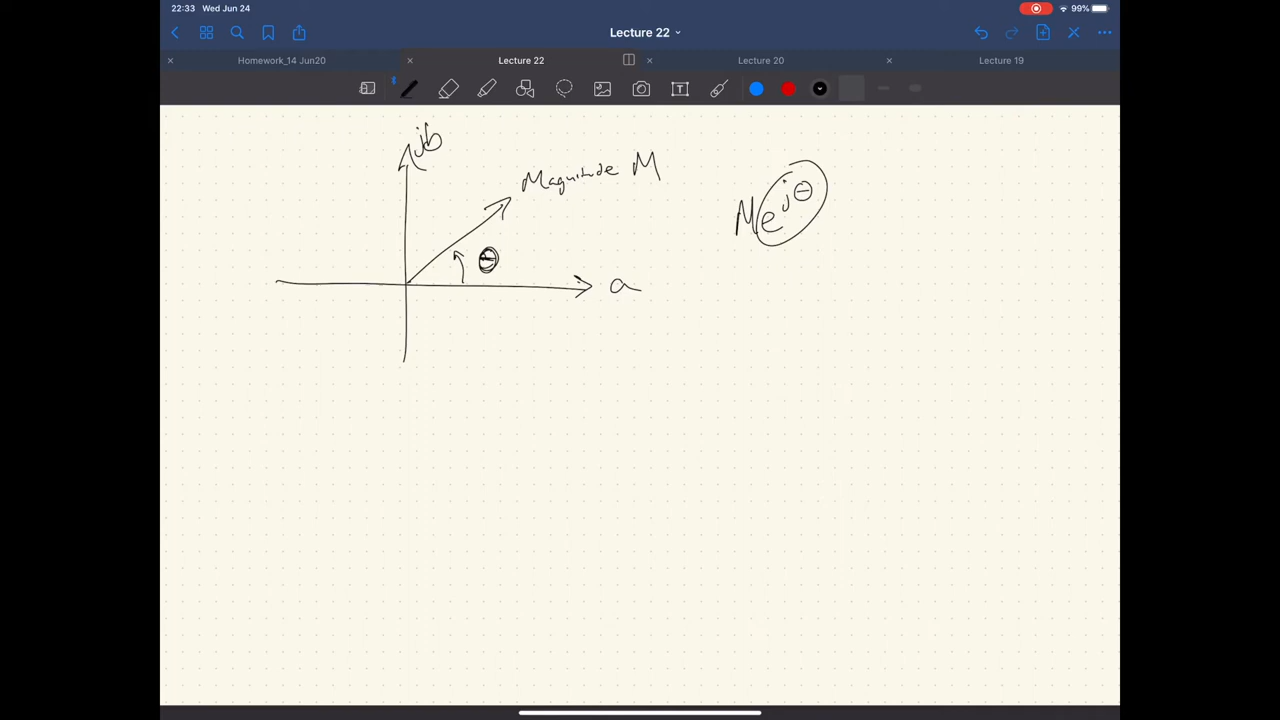 22:33 Wed Jun 24
99%
Lecture 22
Homework_14 Jun20
Lecture 22
Lecture 20
Lecture 19
T
jb
Magnitude M
Θ
a
Me^{jΘ}